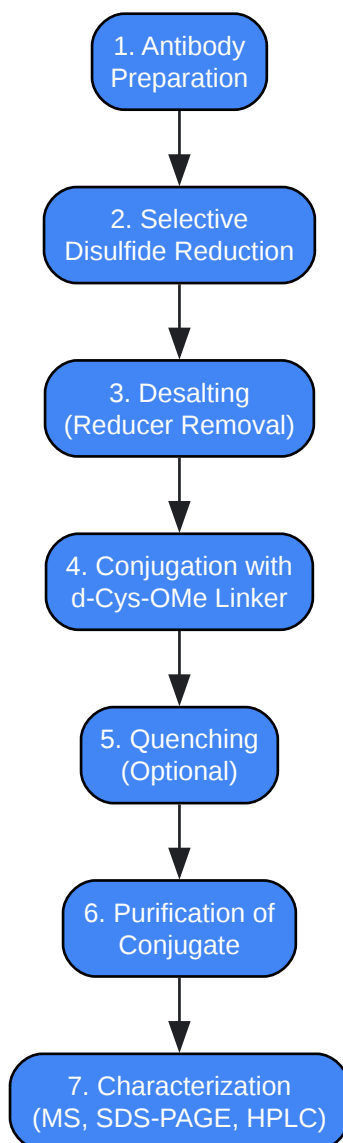 1. Antibody
Preparation
2. Selective
Disulfide Reduction
3. Desalting
(Reducer Removal)
4. Conjugation with
d-Cys-OMe Linker
5. Quenching
(Optional)
6. Purification of
Conjugate
7. Characterization
(MS, SDS-PAGE, HPLC)